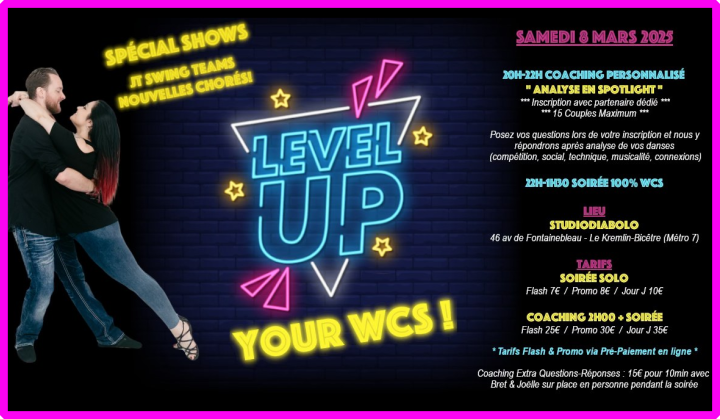 SPÉCIAL SHOWS
JT SWING TEAMS
NOUVELLES CHORÉS!
LEVEL
UP
YOUR WCS !
SAMEDI 8 MARS 2025
20H-22H COACHING PERSONNALISÉ
" ANALYSE EN SPOTLIGHT "
*** Inscription avec partenaire dédié ***
*** 15 Couples Maximum ***
Posez vos questions lors de votre inscription et nous y
répondrons après analyse de vos danses
(compétition, social, technique, musicalité, connexions)
22H-1H30 SOIRÉE 100% WCS
LIEU
STUDIODIABOLO
46 av de Fontainebleau - Le Kremlin-Bicêtre (Métro 7)
TARIFS
SOIRÉE SOLO
Flash 7€ / Promo 8€ / Jour J 10€
COACHING 2H00 + SOIRÉE
Flash 25€ / Promo 30€ / Jour J 35€
* Tarifs Flash & Promo via Pré-Paiement en ligne *
Coaching Extra Questions-Réponses : 15€ pour 10min avec
Bret & Joëlle sur place en personne pendant la soirée